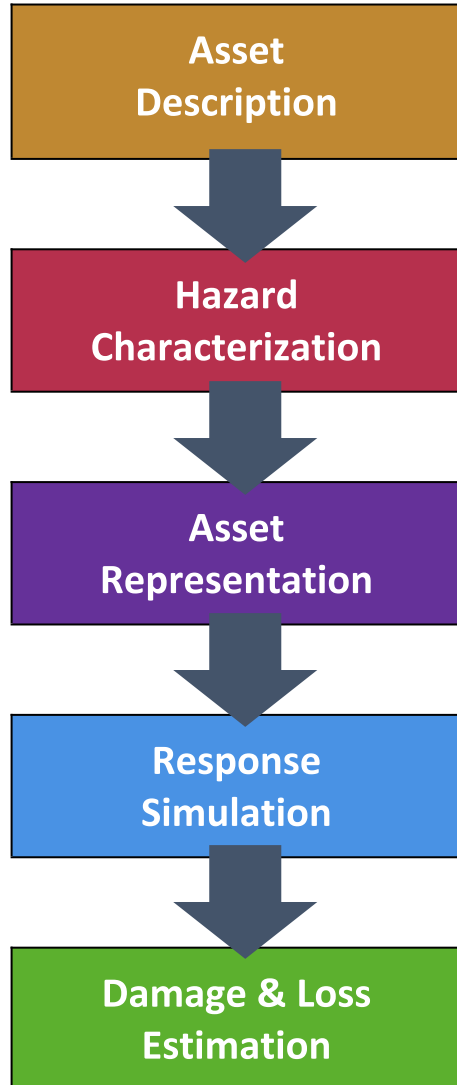 Asset
Description
Hazard
Characterization
Asset
Representation
Response
Simulation
Damage & Loss
Estimation